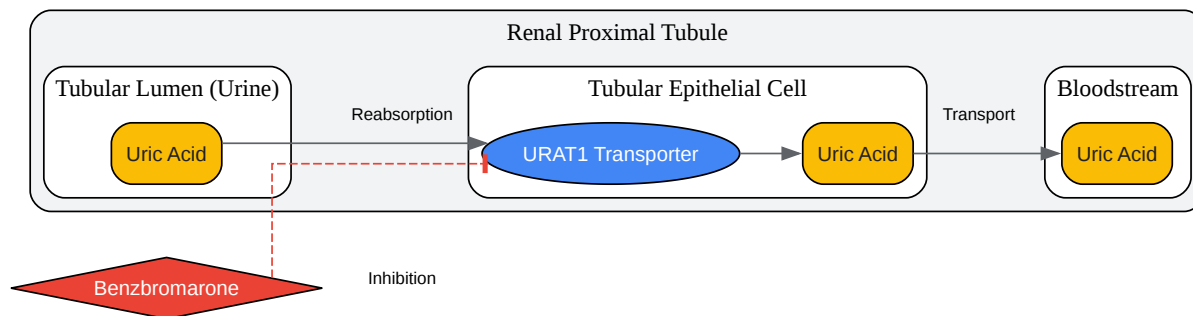 Renal Proximal Tubule
Tubular Lumen (Urine)
Tubular Epithelial Cell
Bloodstream
Reabsorption
Transport
Uric Acid
URAT1 Transporter
Uric Acid
Uric Acid
Benzbromarone
Inhibition